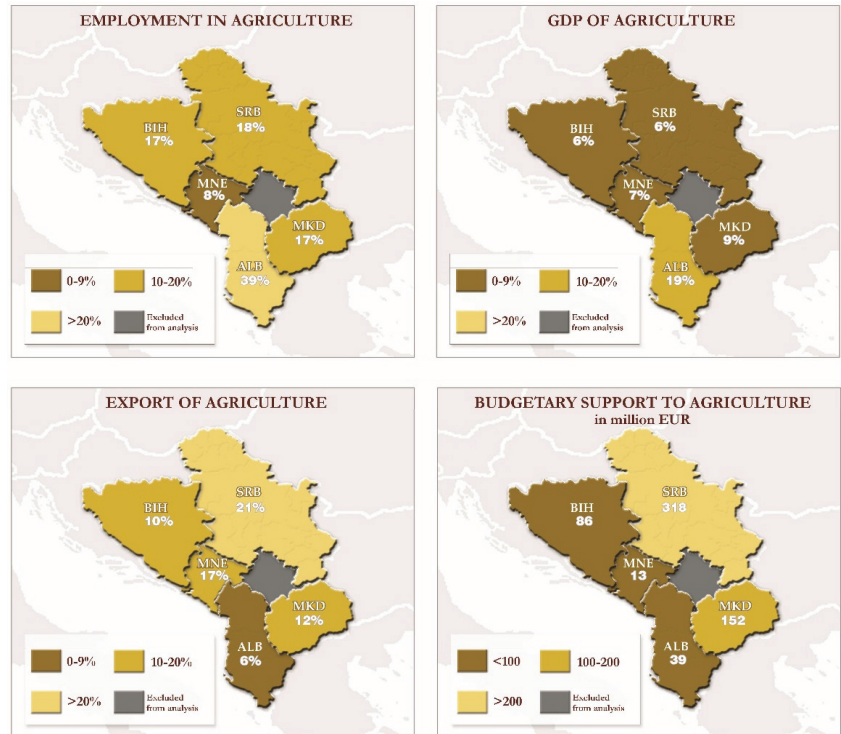 EMPLOYMENT IN AGRICULTURE
SRB
18%
BIH
17%
MNE
8%
MKD
17%
ALB
39%
0-9%
10-20%
>20%
Excluded
from analysis
GDP OF AGRICULTURE
SRB
6%
BIH
6%
MNE
7%
MKD
9%
ALB
19%
0-9%
10-20%
>20%
Excluded
from analysis
EXPORT OF AGRICULTURE
SRB
21%
BIH
10%
MNE
17%
MKD
12%
ALB
6%
0-9%
10-20%
>20%
Excluded
from analysis
BUDGETARY SUPPORT TO AGRICULTURE
in million EUR
SRB
318
BIH
86
MNE
13
MKD
152
ALB
39
<100
100-200
>200
Excluded
from analysis